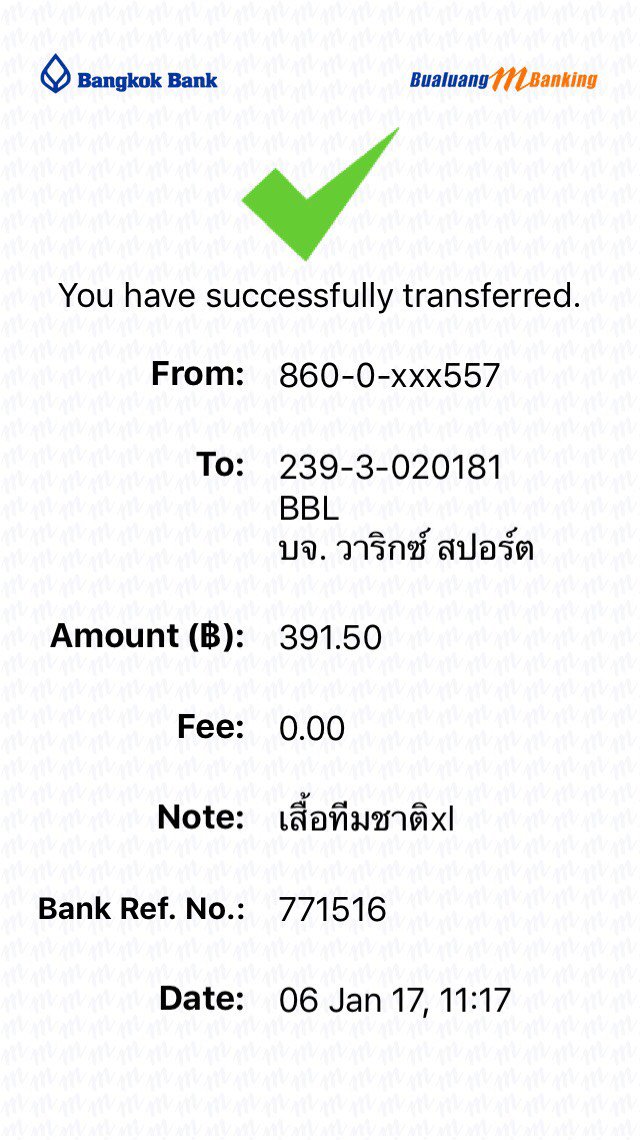 Bangkok Bank
Bualuang mBanking
You have successfully transferred.
From: 860-0-xxx557
To: 239-3-020181
BBL
บจ. วาริกซ์ สปอร์ต
Amount (฿): 391.50
Fee: 0.00
Note: เสื้อทีมชาติxl
Bank Ref. No.: 771516
Date: 06 Jan 17, 11:17